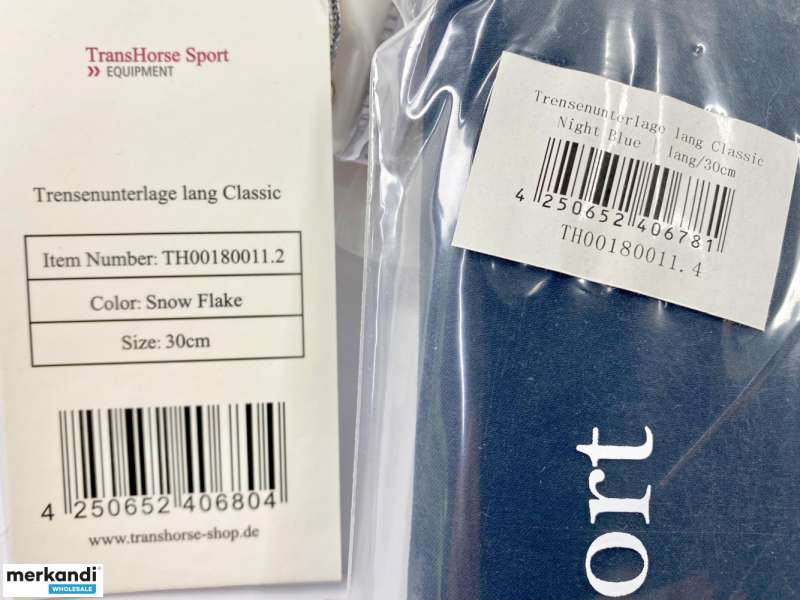 TransHorse Sport
EQUIPMENT
Trensenunterlage lang Classic
Item Number: TH00180011.2
Color: Snow Flake
Size: 30cm
4 250652 406804
www.transhorse-shop.de
Trensenunterlage lang Classic
Night Blue lang/30cm
4 250652 406781
TH00180011.4
ort
merkandi
WHOLESALE